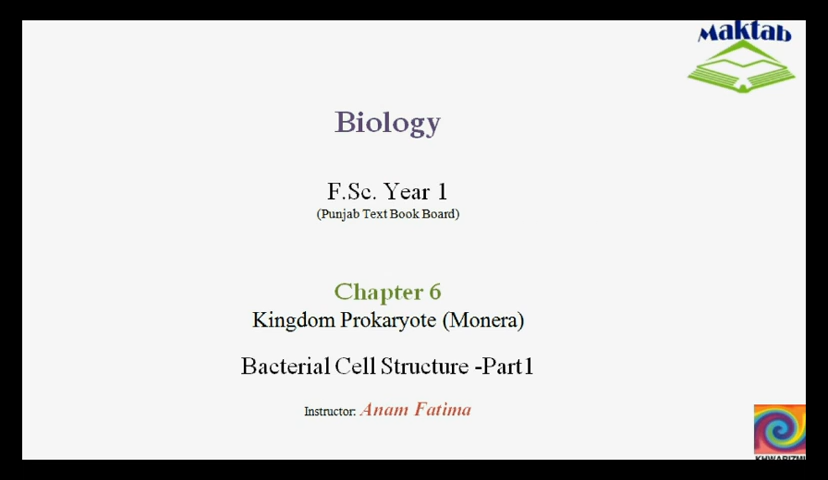 Maktab
Biology
F.Sc. Year 1
(Punjab Text Book Board)
Chapter 6
Kingdom Prokaryote (Monera)
Bacterial Cell Structure -Part1
Instructor: Anam Fatima
KHWARIZMI